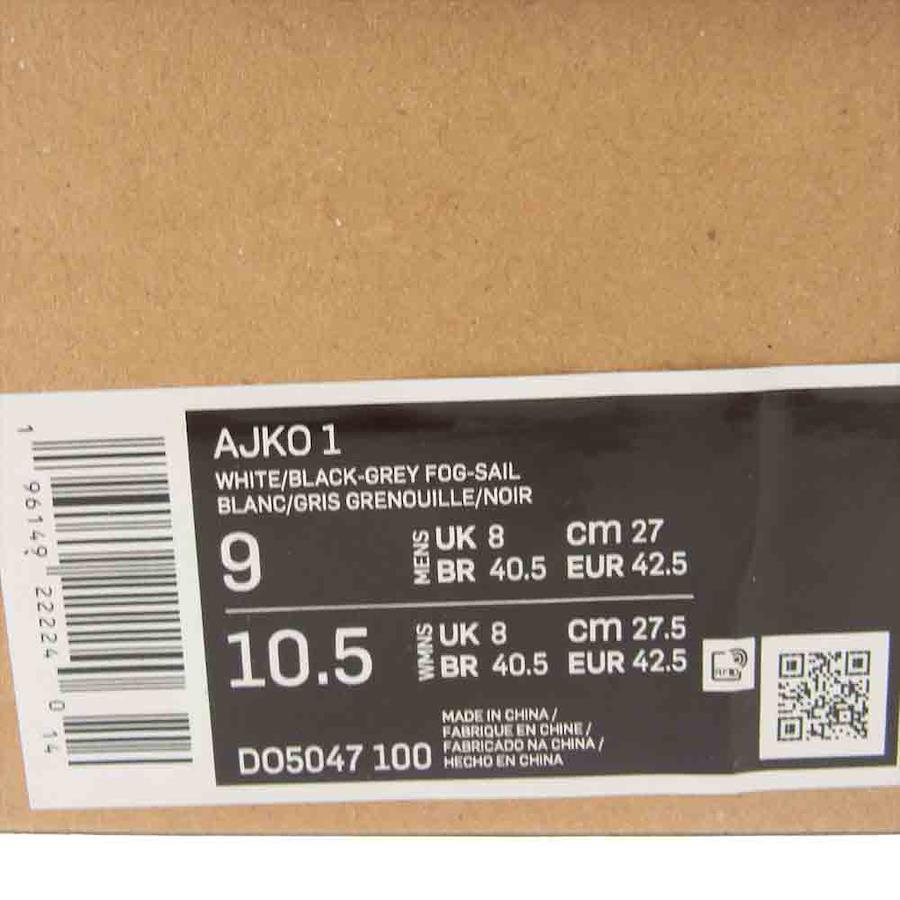 AJKO 1
WHITE/BLACK-GREY FOG-SAIL
BLANC/GRIS GRENOUILLE/NOIR
9 MENS UK 8 cm 27
BR 40.5 EUR 42.5
10.5 WMNS UK 8 cm 27.5
BR 40.5 EUR 42.5
RFID
MADE IN CHINA /
FABRIQUE EN CHINE /
FABRICADO NA CHINA /
HECHO EN CHINA
DO5047 100
1 96149 22224 0 14